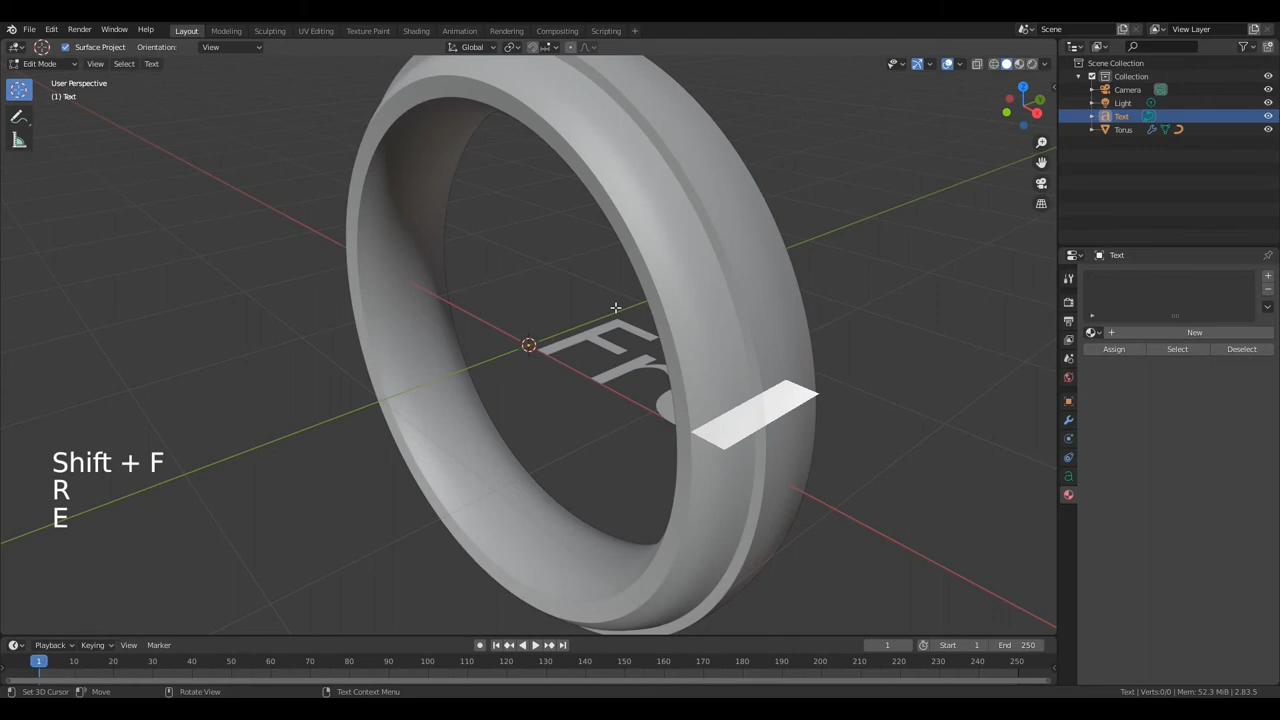 File Edit Render Window Help
Layout Modeling Sculpting UV Editing Texture Paint Shading Animation Rendering Compositing Scripting +
Scene
View Layer
Surface Project Orientation: View
Global
Edit Mode View Select Text
User Perspective
(1) Text
Scene Collection
Collection
Camera
Light
Text
Torus
Text
New
Assign Select Deselect
Shift + F
R
E
Playback Keying View Marker
1 Start 1 End 250
1 10 20 30 40 50 60 70 80 90 100 110 120 130 140 150 160 170 180 190 200 210 220 230 240 250
Set 3D Cursor Move Rotate View Text Context Menu
Text | Verts:0/0 | Mem: 52.3 MiB | 2.83.5